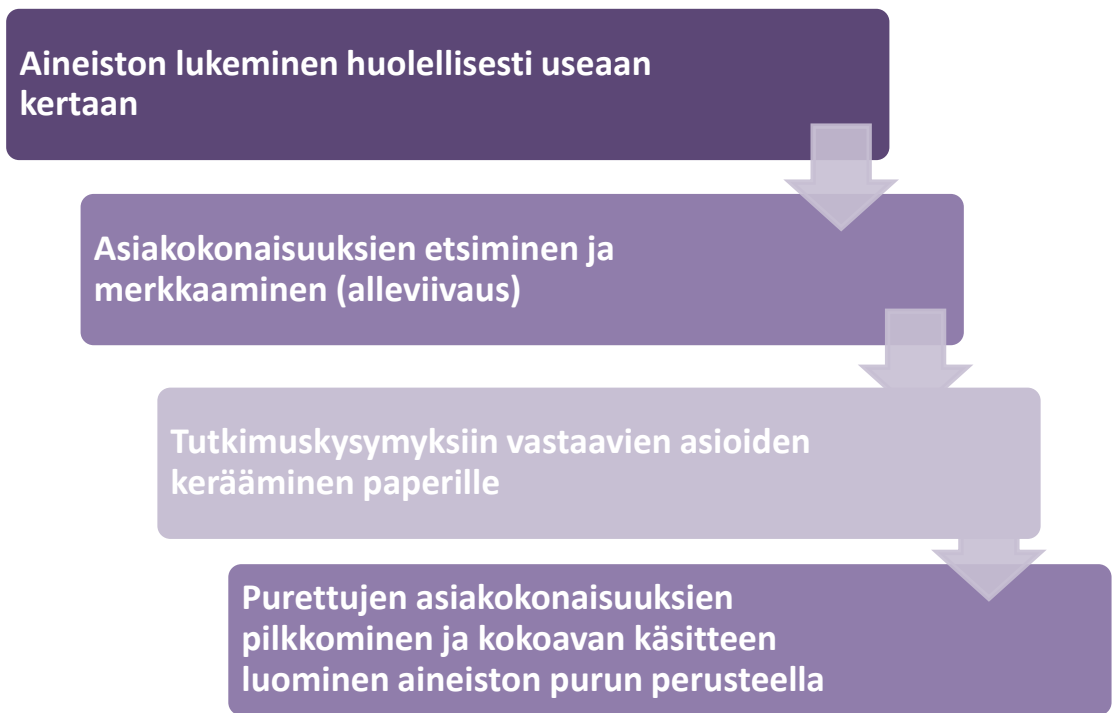 Aineiston lukeminen huolellisesti useaan
kertaan
Asiakokonaisuuksien etsiminen ja
merkkaaminen (alleviivaus)
Tutkimuskysymyksiin vastaavien asioiden
kerääminen paperille
Purettujen asiakokonaisuuksien
pilkkominen ja kokoavan käsitteen
luominen aineiston purun perusteella